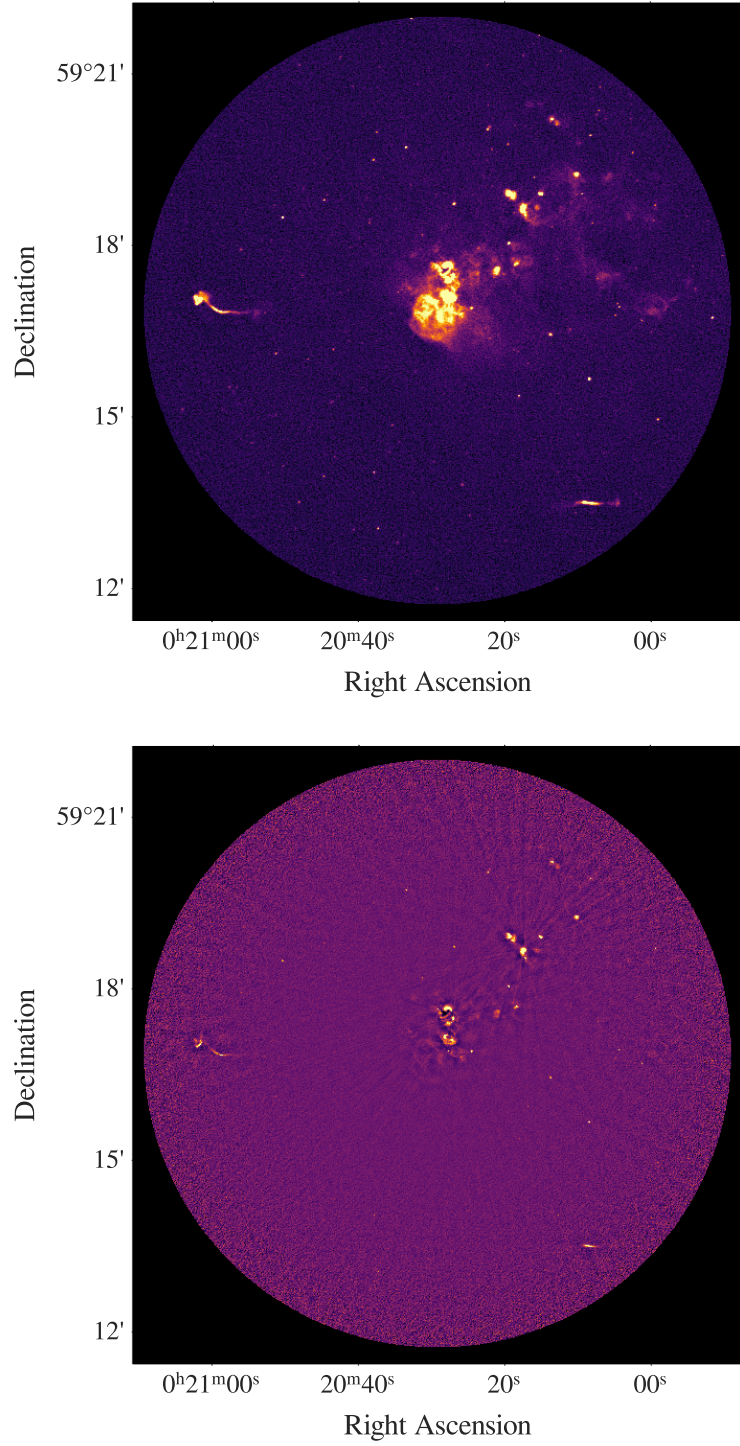 59°21'
18'
15'
12'
Declination
0ʰ21ᵐ00ˢ 20ᵐ40ˢ 20ˢ 00ˢ
Right Ascension
59°21'
18'
15'
12'
Declination
0ʰ21ᵐ00ˢ 20ᵐ40ˢ 20ˢ 00ˢ
Right Ascension